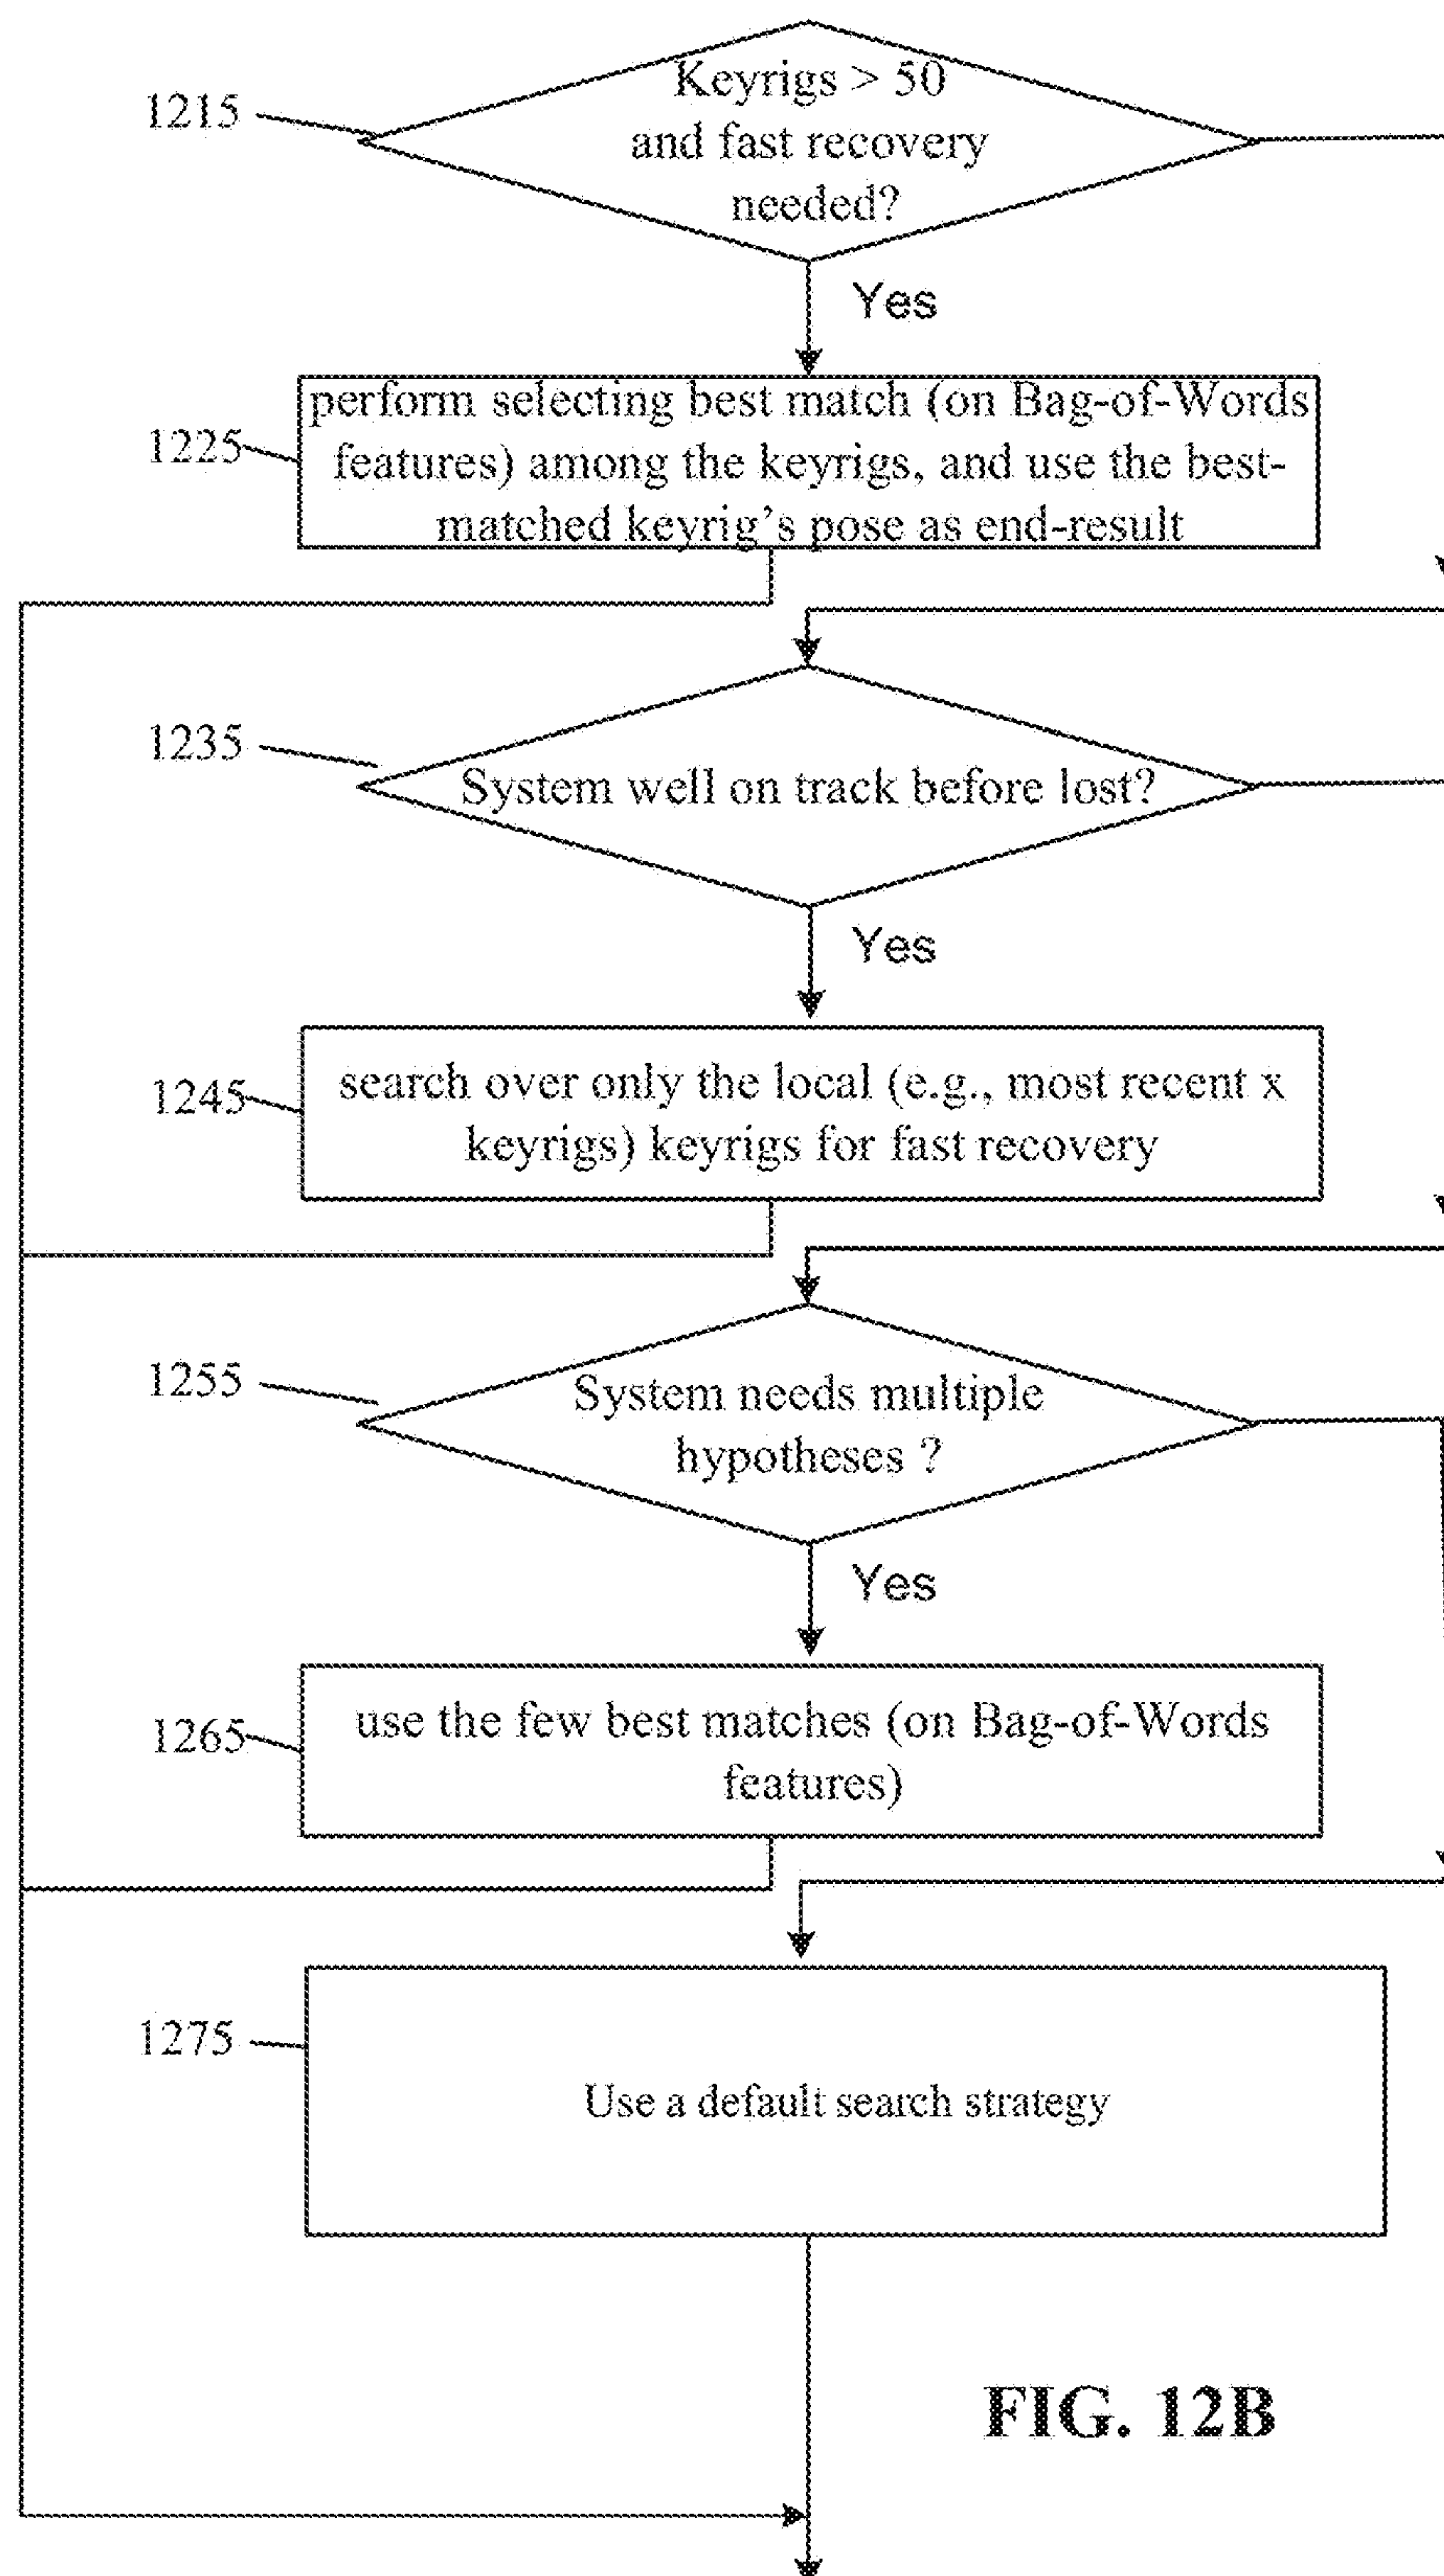 Keyrigs > 50
1215
and fast recovery
needed?
Yes
perform selecting best match (on Bag-of-Words
1225
features) among the keyrigs, and use the best-
matched keyrig's pose as end-result
1235
System well on track before lost?
Yes
1245
search over only the local (e.g., most recent x
keyrigs) keyrigs for fast recovery
1255
System needs multiple
hypotheses ?
Yes
1265
use the few best matches (on Bag-of-Words
features)
1275
Use a default search strategy
FIG. 12B